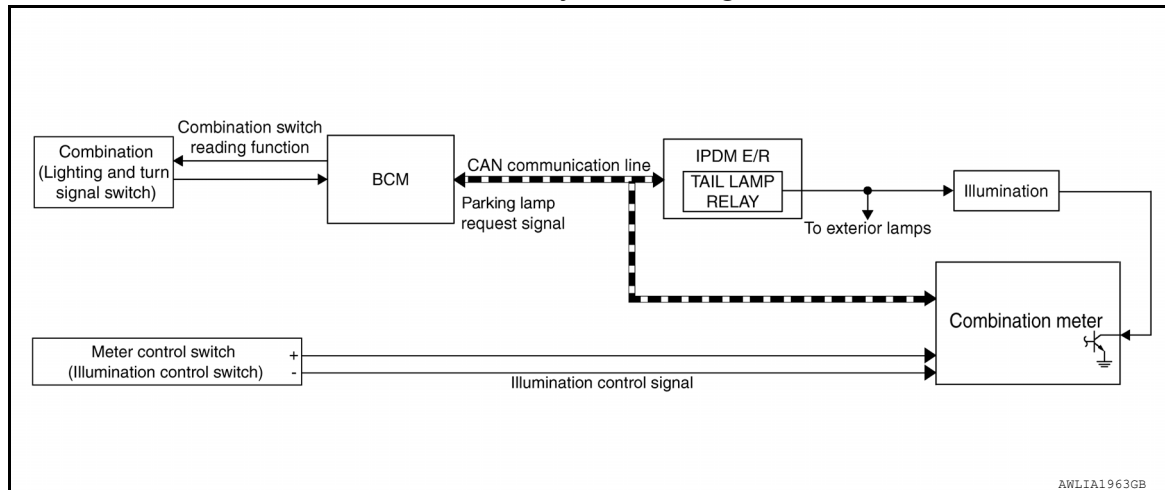 Combination switch
reading function
Combination
(Lighting and turn
signal switch)
BCM
CAN communication line
Parking lamp
request signal
IPDM E/R
TAIL LAMP
RELAY
To exterior lamps
Illumination
Combination meter
Meter control switch
(Illumination control switch)
+
-
Illumination control signal
AWLIA1963GB